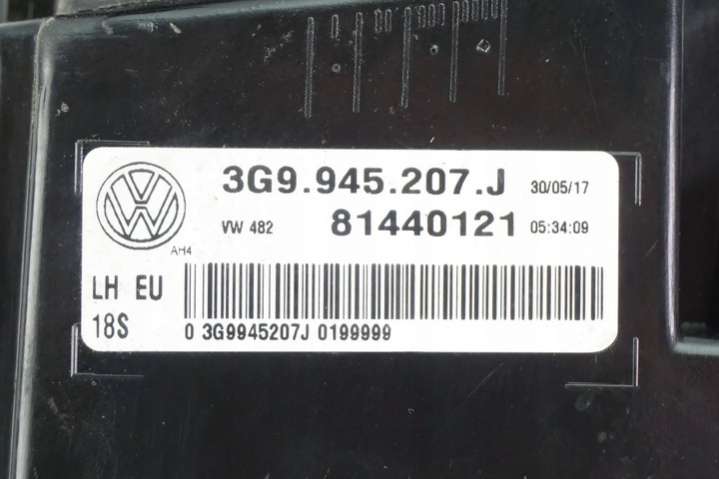 3G9.945.207.J 30/05/17
VW 482 81440121 05:34:09
AH4
LH EU
18S
0 3G9945207J 0199999